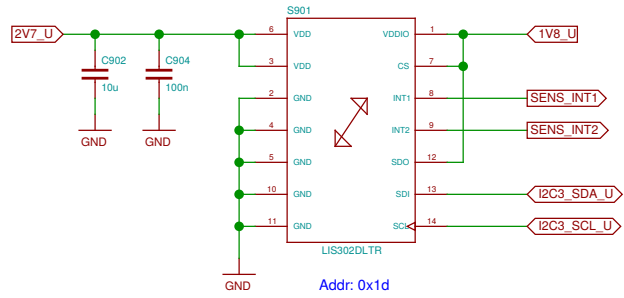 S901
2V7_U
6 VDD
VDDIO 1
1V8_U
C902
10u
C904
100n
3 VDD
CS 7
2 GND
INT1 8
SENS_INT1
4 GND
INT2 9
SENS_INT2
GND
GND
5 GND
SDO 12
10 GND
SDI 13
I2C3_SDA_U
11 GND
SCL 14
I2C3_SCL_U
LIS302DLTR
GND
Addr: 0x1d